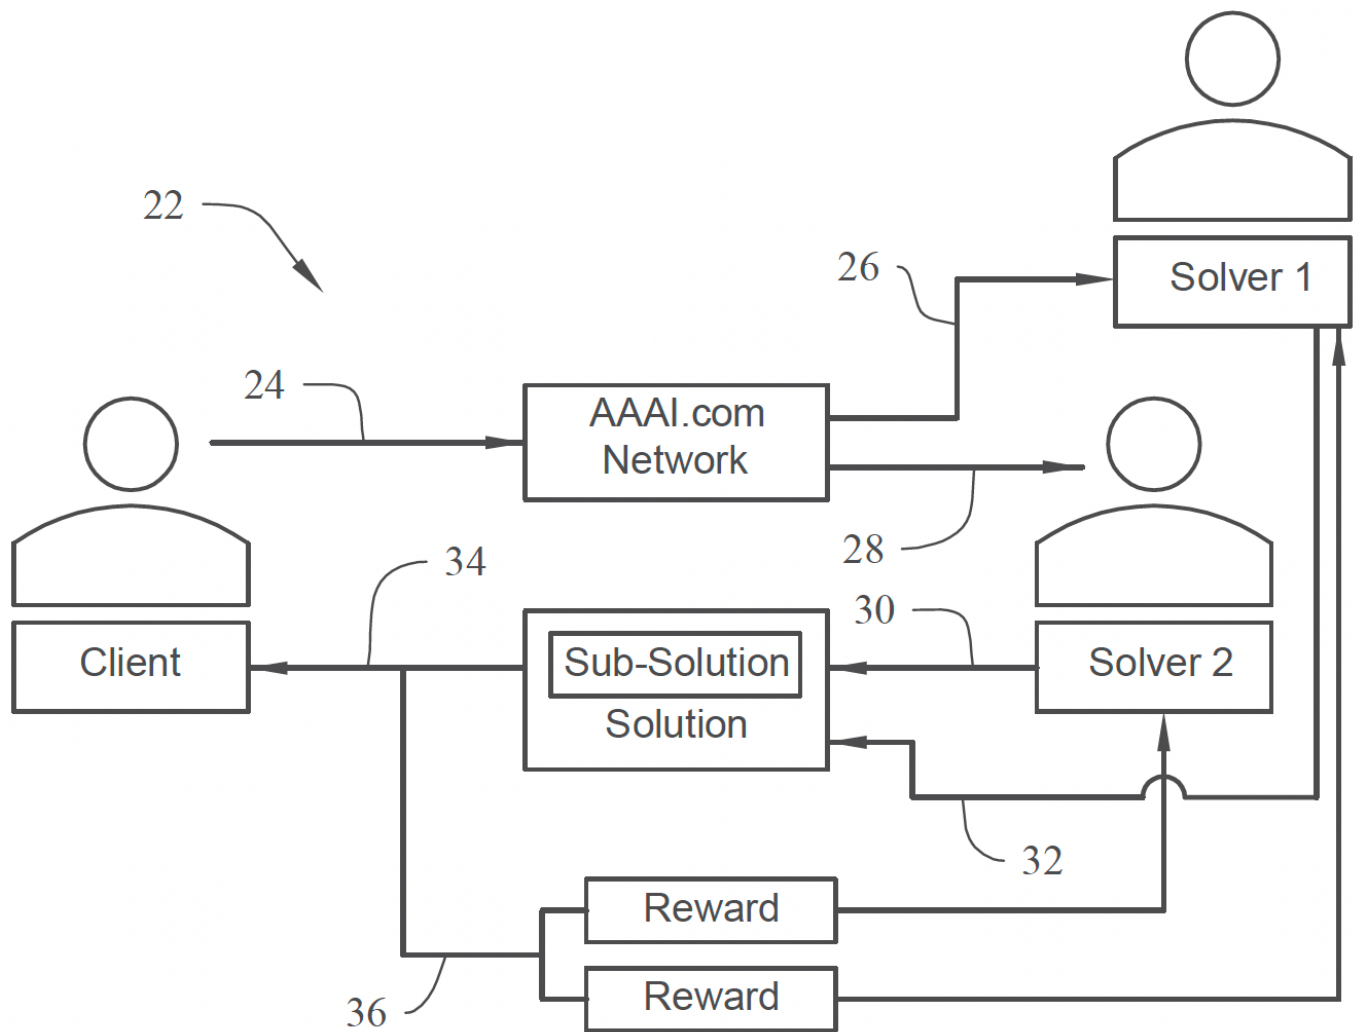 22
26
Solver 1
24
AAAI.com
Network
28
34
30
Client
Sub-Solution
Solution
Solver 2
32
Reward
36
Reward